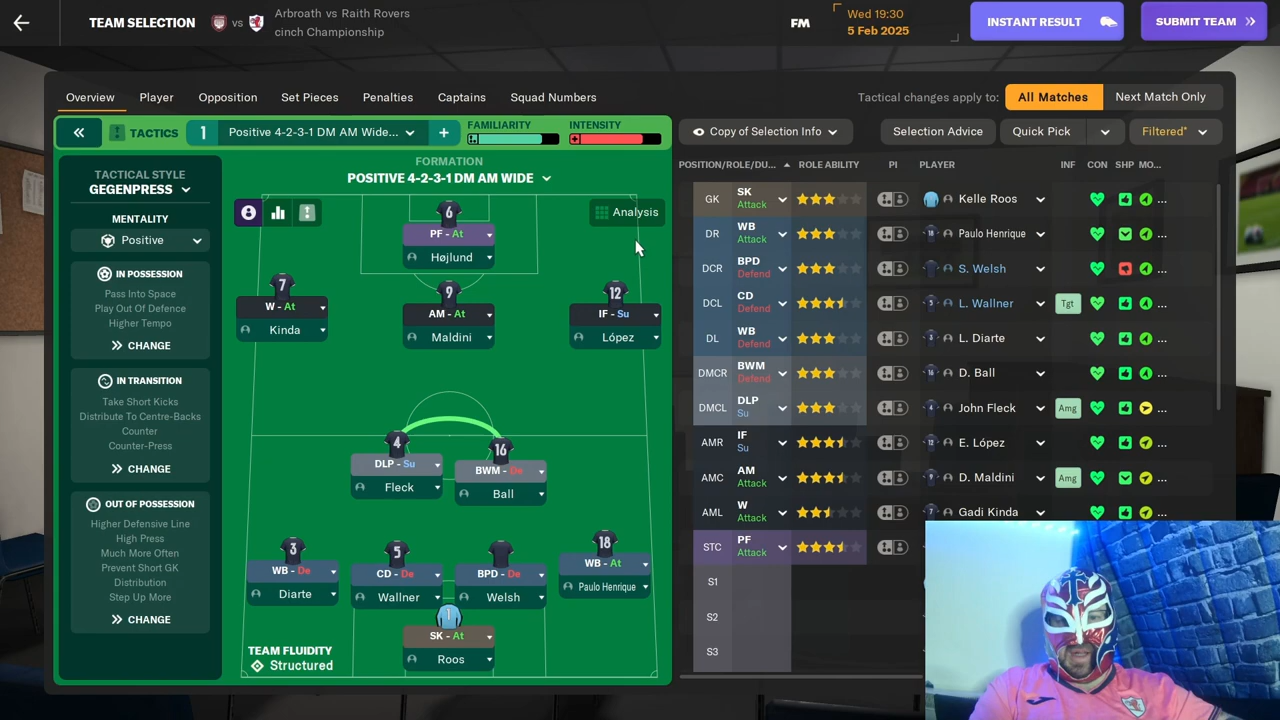 TEAM SELECTION
vs
Arbroath vs Raith Rovers
cinch Championship
FM
Wed 19:30
5 Feb 2025
INSTANT RESULT
SUBMIT TEAM
Overview
Player
Opposition
Set Pieces
Penalties
Captains
Squad Numbers
Tactical changes apply to:
All Matches
Next Match Only
TACTICS
1
Positive 4-2-3-1 DM AM Wide...
FAMILIARITY
INTENSITY
Copy of Selection Info
Selection Advice
Quick Pick
Filtered*
TACTICAL STYLE
GEGENPRESS
MENTALITY
Positive
IN POSSESSION
Pass Into Space
Play Out Of Defence
Higher Tempo
CHANGE
IN TRANSITION
Take Short Kicks
Distribute To Centre-Backs
Counter
Counter-Press
CHANGE
OUT OF POSSESSION
Higher Defensive Line
High Press
Much More Often
Prevent Short GK
Distribution
Step Up More
CHANGE
FORMATION
POSITIVE 4-2-3-1 DM AM WIDE
Analysis
6
PF - At
Højlund
7
W - At
Kinda
9
AM - At
Maldini
12
IF - Su
López
4
DLP - Su
Fleck
16
BWM - De
Ball
3
WB - De
Diarte
5
CD - De
Wallner
BPD - De
Welsh
18
WB - At
Paulo Henrique
1
SK - At
Roos
TEAM FLUIDITY
Structured
POSITION/ROLE/DU...
ROLE ABILITY
PI
PLAYER
INF
CON
SHP
MO...
GK
SK
Attack
Kelle Roos
...
DR
WB
Attack
18
Paulo Henrique
...
DCR
BPD
Defend
S. Welsh
...
DCL
CD
Defend
5
L. Wallner
Tgt
...
DL
WB
Defend
3
L. Diarte
...
DMCR
BWM
Defend
16
D. Ball
...
DMCL
DLP
Su
4
John Fleck
Amg
...
AMR
IF
Su
12
E. López
...
AMC
AM
Attack
9
D. Maldini
Amg
...
AML
W
Attack
7
Gadi Kinda
...
STC
PF
Attack
S1
S2
S3